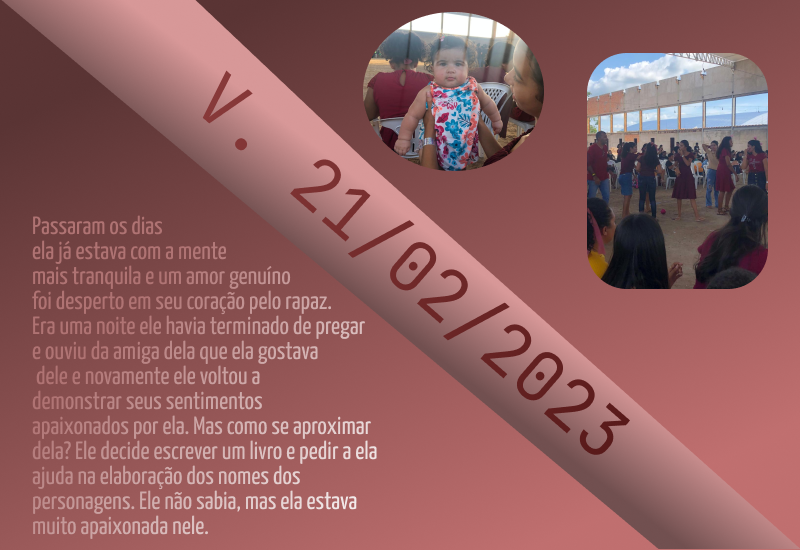 V. 21/02/2023
Passaram os dias
ela já estava com a mente
mais tranquila e um amor genuíno
foi desperto em seu coração pelo rapaz.
Era uma noite ele havia terminado de pregar
e ouviu da amiga dela que ela gostava
dele e novamente ele voltou a
demonstrar seus sentimentos
apaixonados por ela. Mas como se aproximar
dela? Ele decide escrever um livro e pedir a ela
ajuda na elaboração dos nomes dos
personagens. Ele não sabia, mas ela estava
muito apaixonada nele.